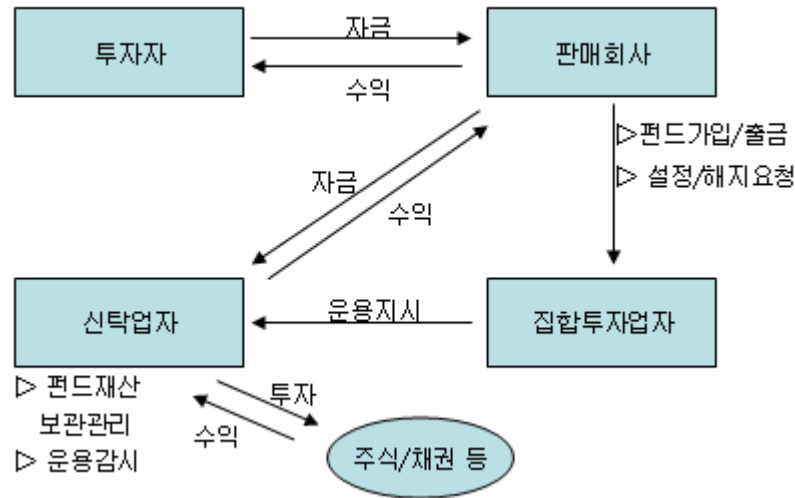 투자자
자금
수익
판매회사
▷펀드가입/출금
▷ 설정/해지요청
자금
수익
신탁업자
운용지시
집합투자업자
▷ 펀드재산
보관관리
▷ 운용감시
투자
수익
주식/채권 등